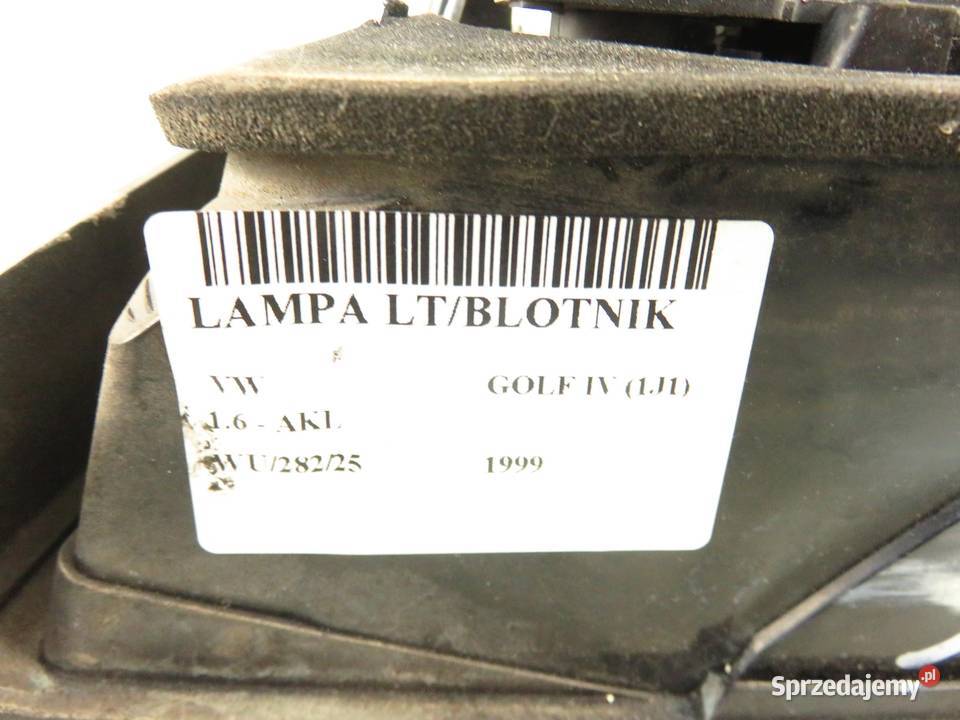 LAMPA LT/BLOTNIK
VW GOLF IV (1J1)
1.6 - AKL
WU/282/25 1999
Sprzedajemy.pl